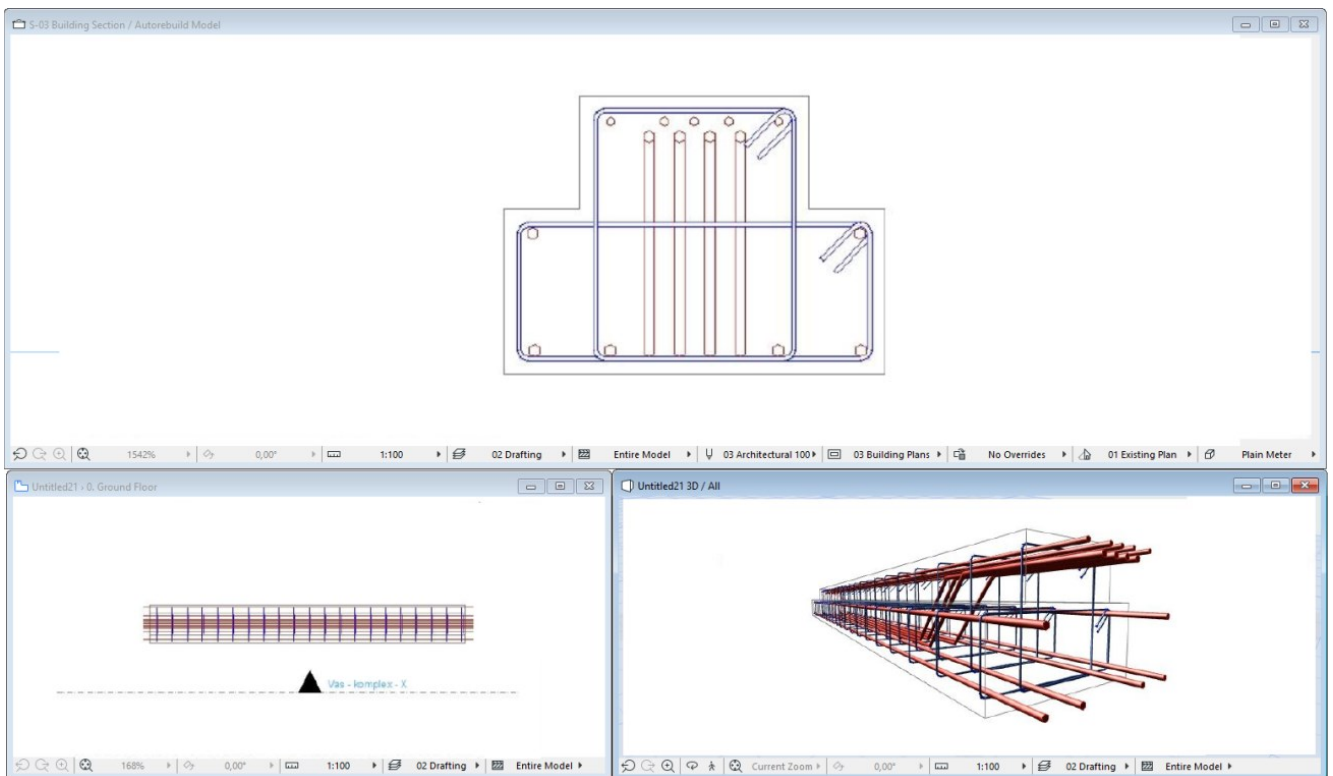 S-03 Building Section / Autorebuild Model
1542% 0,00° 1:100 02 Drafting Entire Model 03 Architectural 100 03 Building Plans No Overrides 01 Existing Plan Plain Meter
Untitled21 › 0. Ground Floor
Vas - komplex - X
168% 0,00° 1:100 02 Drafting Entire Model
Untitled21 3D / All
Current Zoom 0,00° 1:100 02 Drafting Entire Model